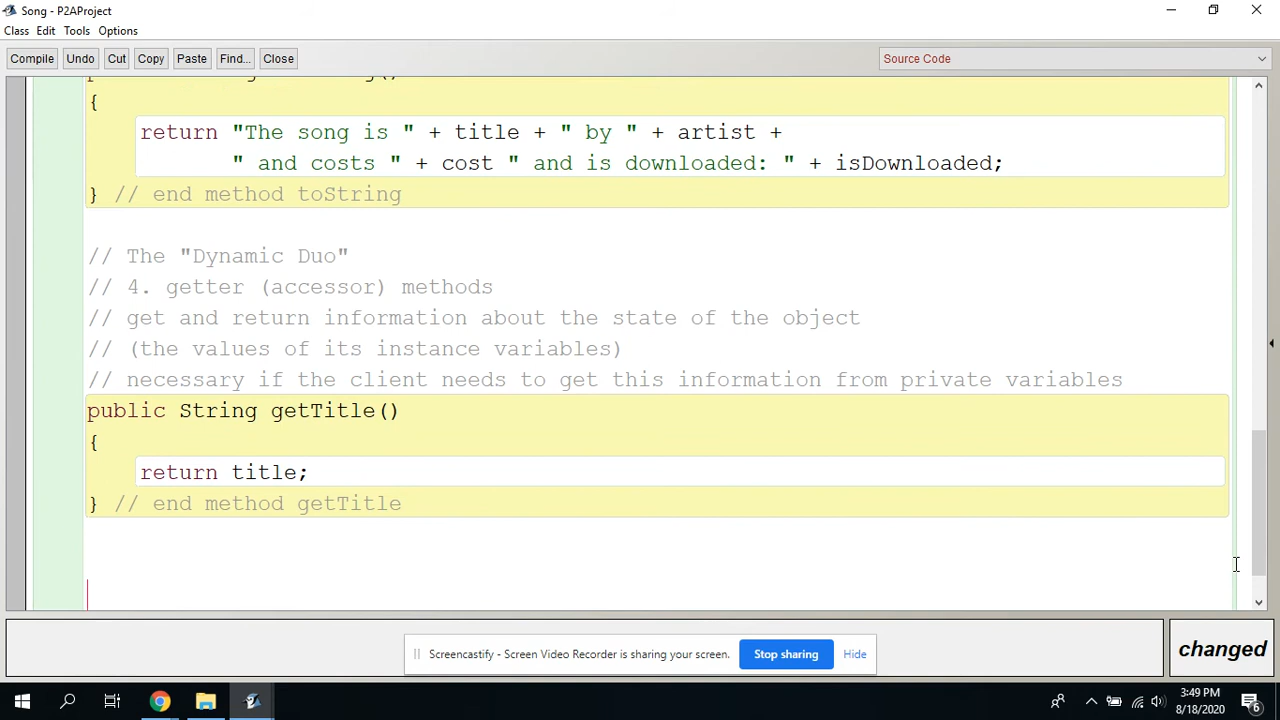 Song - P2AProject
Class Edit Tools Options
Compile Undo Cut Copy Paste Find... Close Source Code
{
return "The song is " + title + " by " + artist +
" and costs " + cost " and is downloaded: " + isDownloaded;
} // end method toString
// The "Dynamic Duo"
// 4. getter (accessor) methods
// get and return information about the state of the object
// (the values of its instance variables)
// necessary if the client needs to get this information from private variables
public String getTitle()
{
return title;
} // end method getTitle
Screencastify - Screen Video Recorder is sharing your screen. Stop sharing Hide
changed
3:49 PM
8/18/2020
6